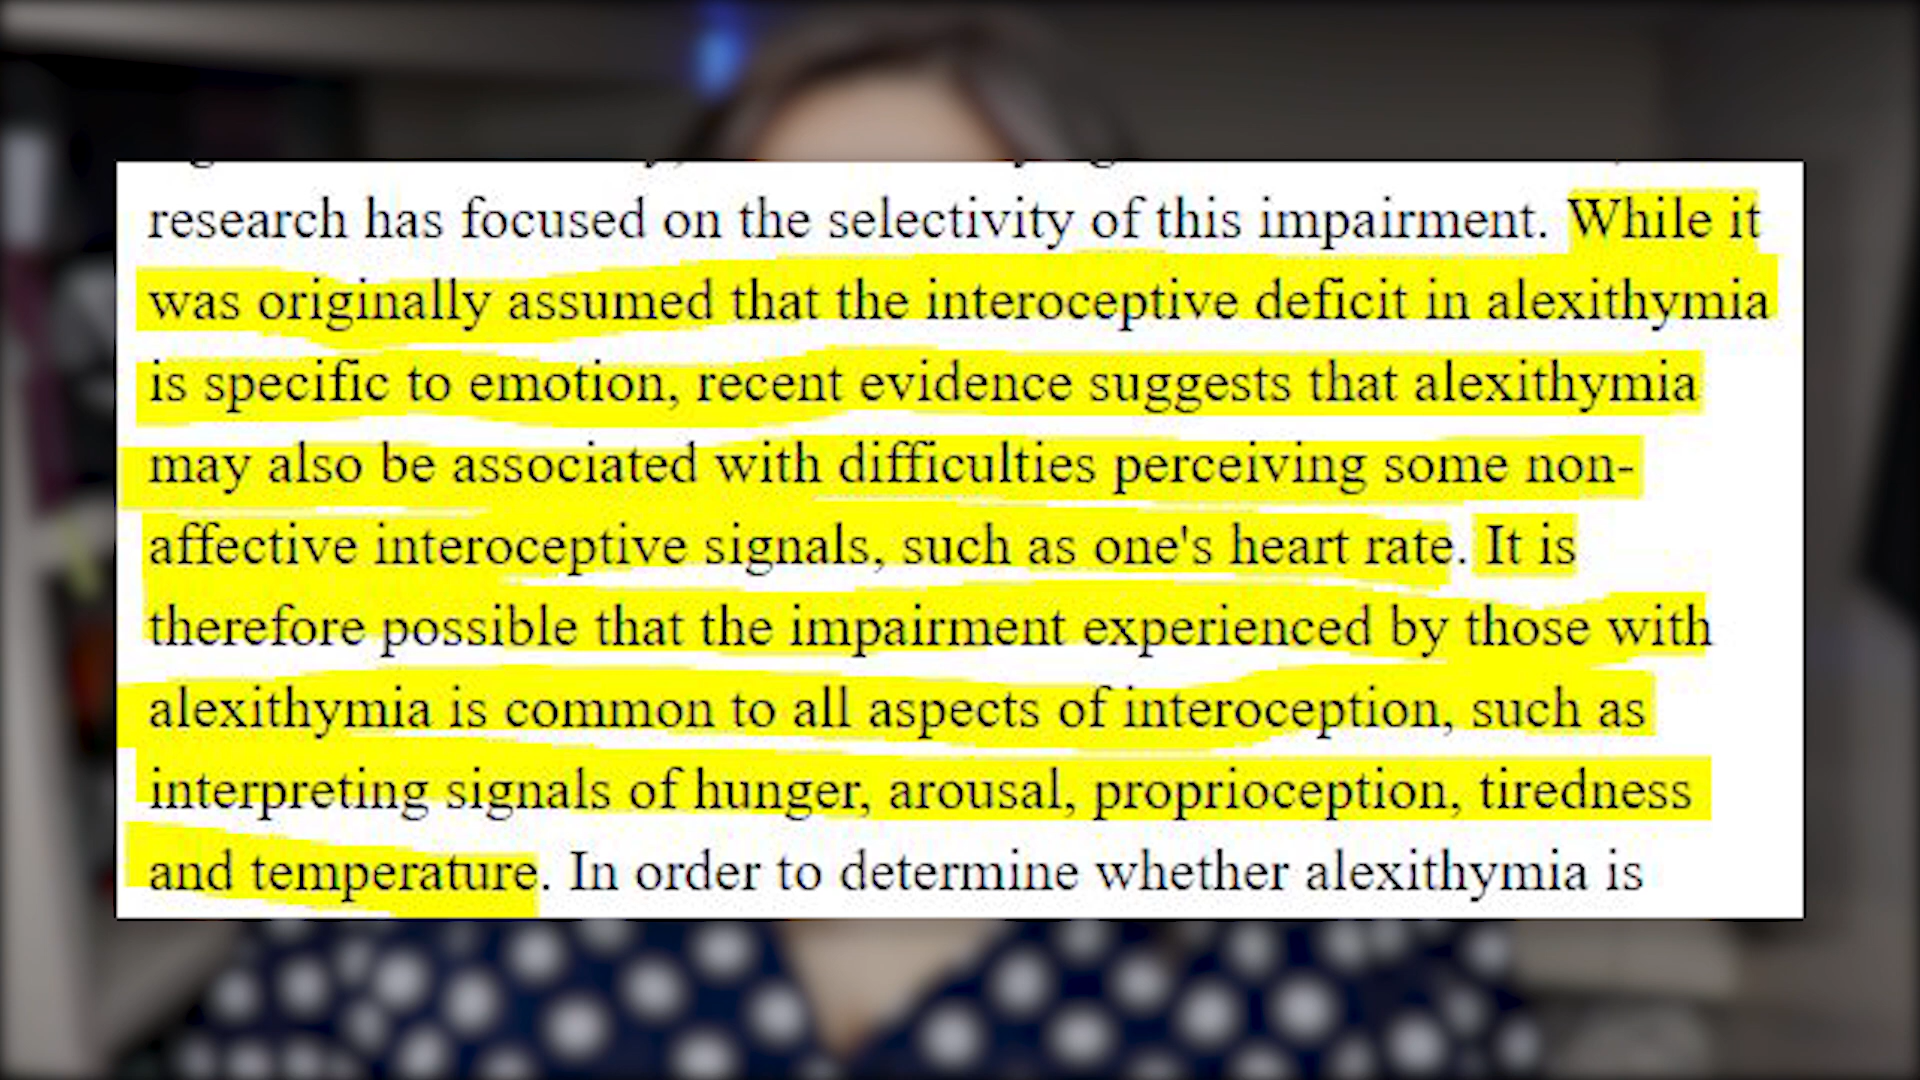 research has focused on the selectivity of this impairment. While it
was originally assumed that the interoceptive deficit in alexithymia
is specific to emotion, recent evidence suggests that alexithymia
may also be associated with difficulties perceiving some non-
affective interoceptive signals, such as one's heart rate. It is
therefore possible that the impairment experienced by those with
alexithymia is common to all aspects of interoception, such as
interpreting signals of hunger, arousal, proprioception, tiredness
and temperature. In order to determine whether alexithymia is